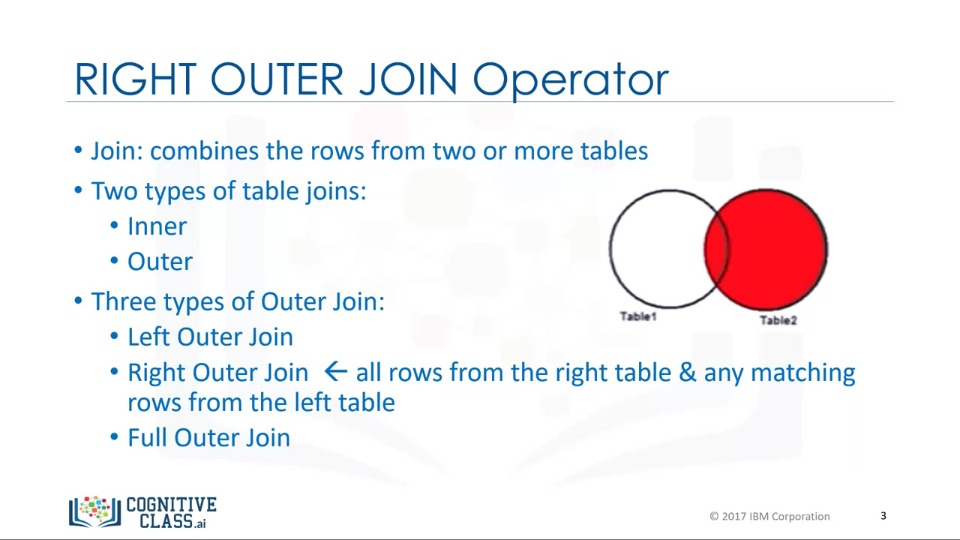 RIGHT OUTER JOIN Operator
• Join: combines the rows from two or more tables
• Two types of table joins:
• Inner
• Outer
• Three types of Outer Join:
• Left Outer Join
• Right Outer Join ← all rows from the right table & any matching
rows from the left table
• Full Outer Join
Table1
Table2
COGNITIVE
CLASS.ai
© 2017 IBM Corporation
3